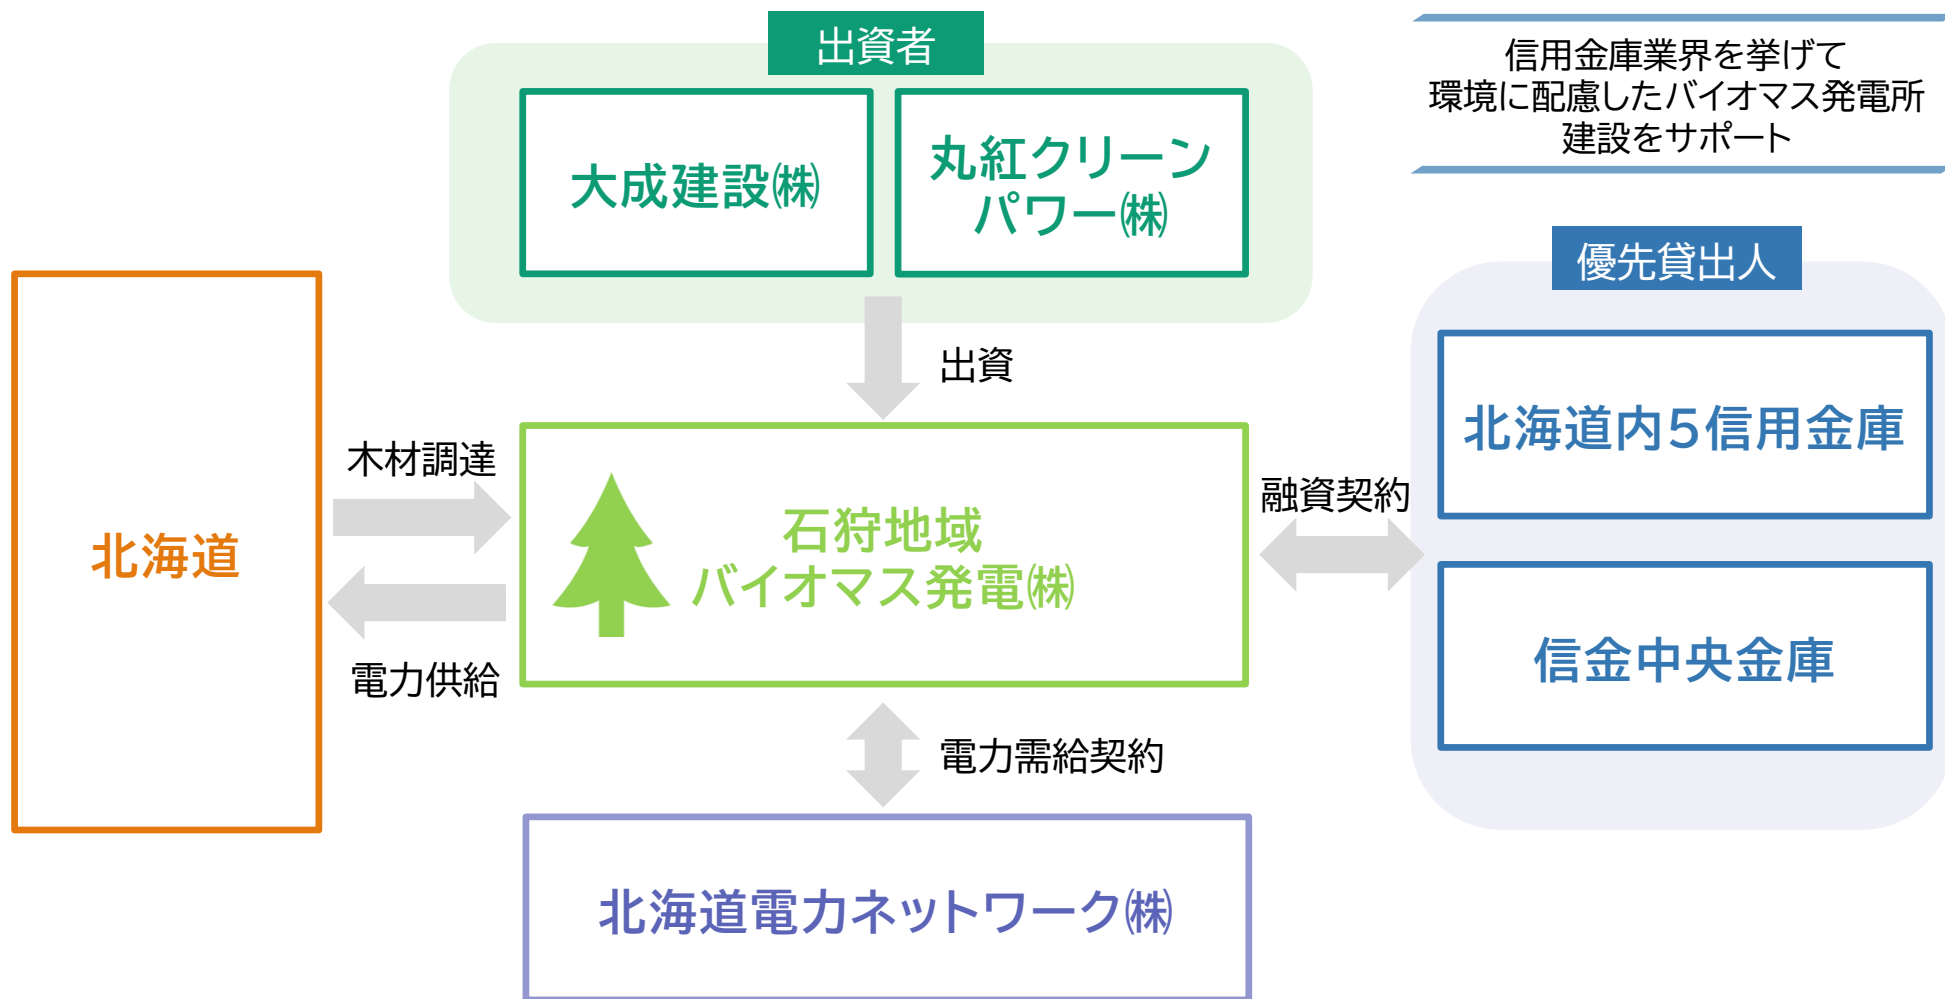 出資者
大成建設㈱
丸紅クリーン
パワー㈱
信用金庫業界を挙げて
環境に配慮したバイオマス発電所
建設をサポート
優先貸出人
北海道内5信用金庫
信金中央金庫
出資
北海道
木材調達
電力供給
石狩地域
バイオマス発電㈱
融資契約
電力需給契約
北海道電力ネットワーク㈱